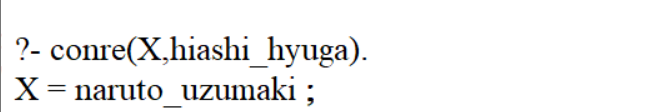 ?- conre(X,hiashi_hyuga).
X = naruto_uzumaki ;